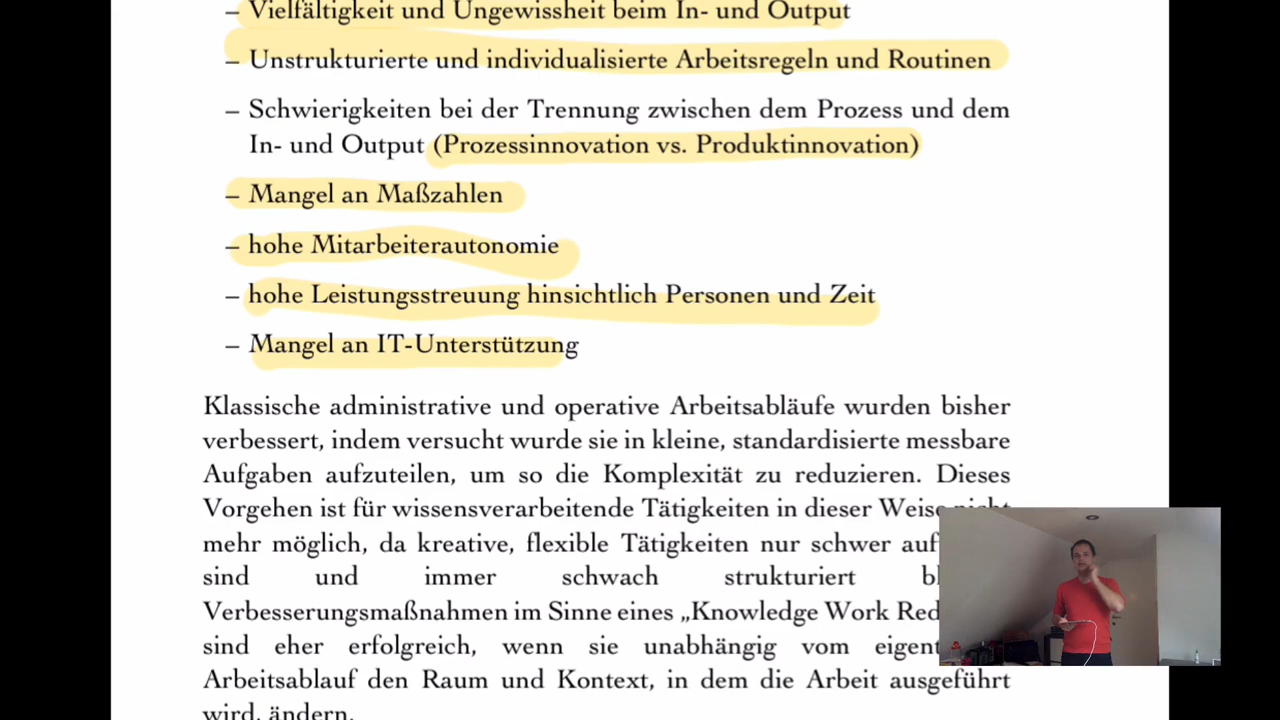 – Vielfältigkeit und Ungewissheit beim In- und Output
– Unstrukturierte und individualisierte Arbeitsregeln und Routinen
– Schwierigkeiten bei der Trennung zwischen dem Prozess und dem
In- und Output (Prozessinnovation vs. Produktinnovation)
– Mangel an Maßzahlen
– hohe Mitarbeiterautonomie
– hohe Leistungsstreuung hinsichtlich Personen und Zeit
– Mangel an IT-Unterstützung
Klassische administrative und operative Arbeitsabläufe wurden bisher
verbessert, indem versucht wurde sie in kleine, standardisierte messbare
Aufgaben aufzuteilen, um so die Komplexität zu reduzieren. Dieses
Vorgehen ist für wissensverarbeitende Tätigkeiten in dieser Weise nicht
mehr möglich, da kreative, flexible Tätigkeiten nur schwer
sind und immer schwach strukturiert
Verbesserungsmaßnahmen im Sinne eines „Knowledge Work
sind eher erfolgreich, wenn sie unabhängig vom
Arbeitsablauf den Raum und Kontext, in dem die Arbeit ausgeführt
wird, ändern.